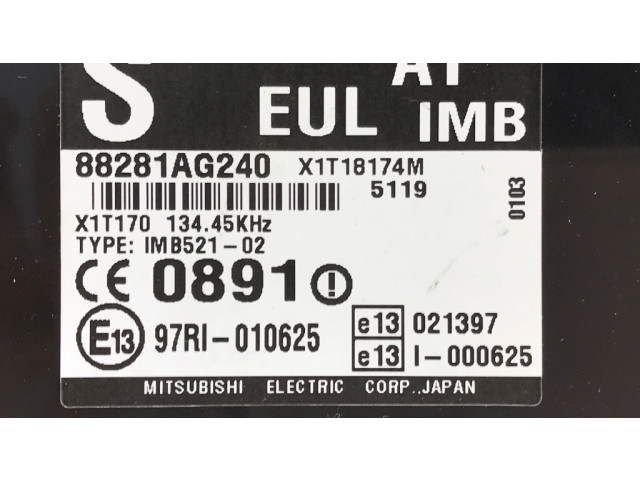 S AT
EUL IMB
88281AG240 X1T18174M
5119
0103
X1T170 134.45KHz
TYPE: IMB521-02
CE 0891
E13 97RI-010625
e13 021397
e13 I-000625
MITSUBISHI ELECTRIC CORP.,JAPAN